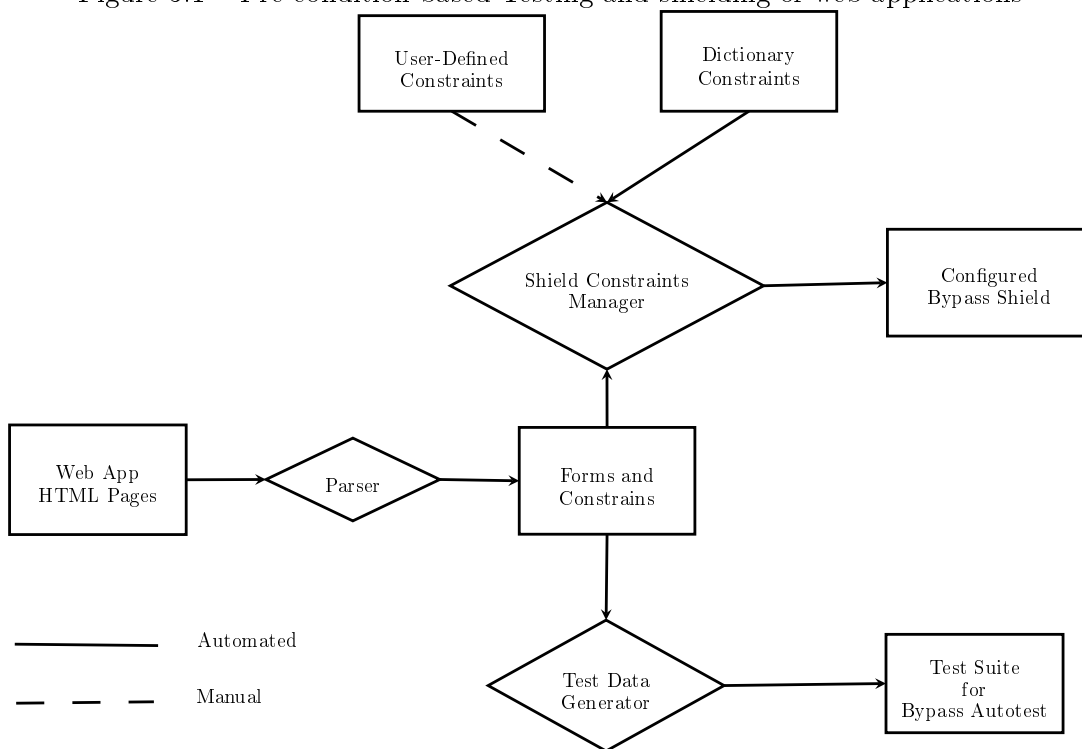 Figure 3.1 – Pre-condition-based Testing and shielding of web applications
User-Defined
Constraints
Dictionary
Constraints
Shield Constraints
Manager
Configured
Bypass Shield
Web App
HTML Pages
Parser
Forms and
Constrains
Automated
Manual
Test Data
Generator
Test Suite
for
Bypass Autotest